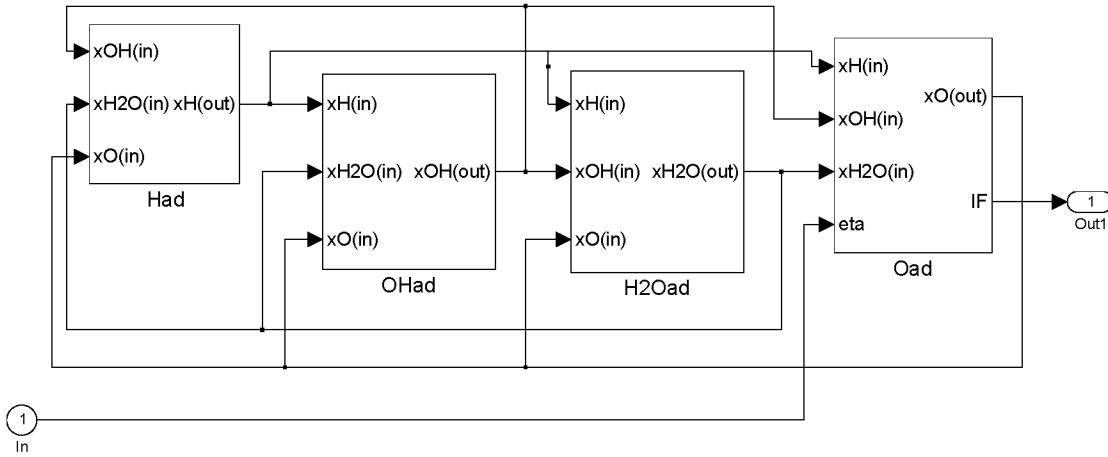 xOH(in)
xH2O(in) xH(out)
xO(in)
Had
xH(in)
xH2O(in) xOH(out)
xO(in)
OHad
xH(in)
xOH(in) xH2O(out)
xO(in)
H2Oad
xH(in)
xO(out)
xOH(in)
xH2O(in)
IF
eta
Oad
1
Out1
1
In